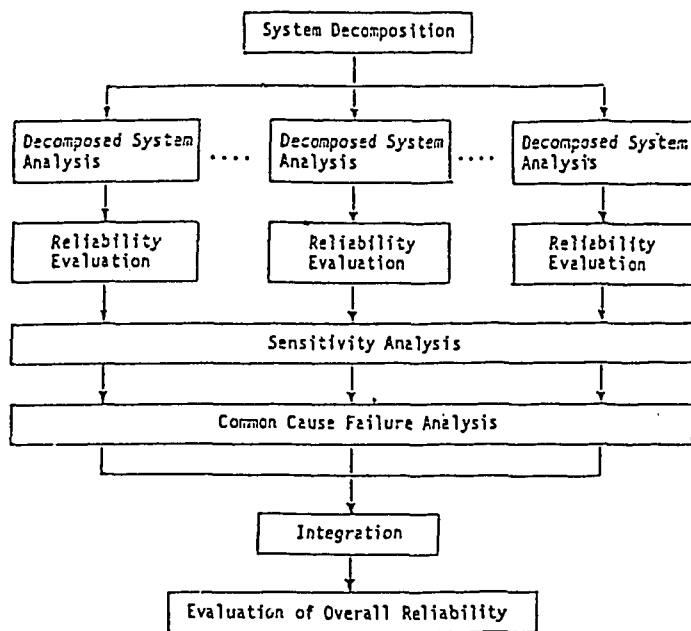 System Decomposition
Decomposed System
Analysis
....
Decomposed System
Analysis
....
Decomposed System
Analysis
Reliability
Evaluation
Reliability
Evaluation
Reliability
Evaluation
Sensitivity Analysis
Common Cause Failure Analysis
Integration
Evaluation of Overall Reliability